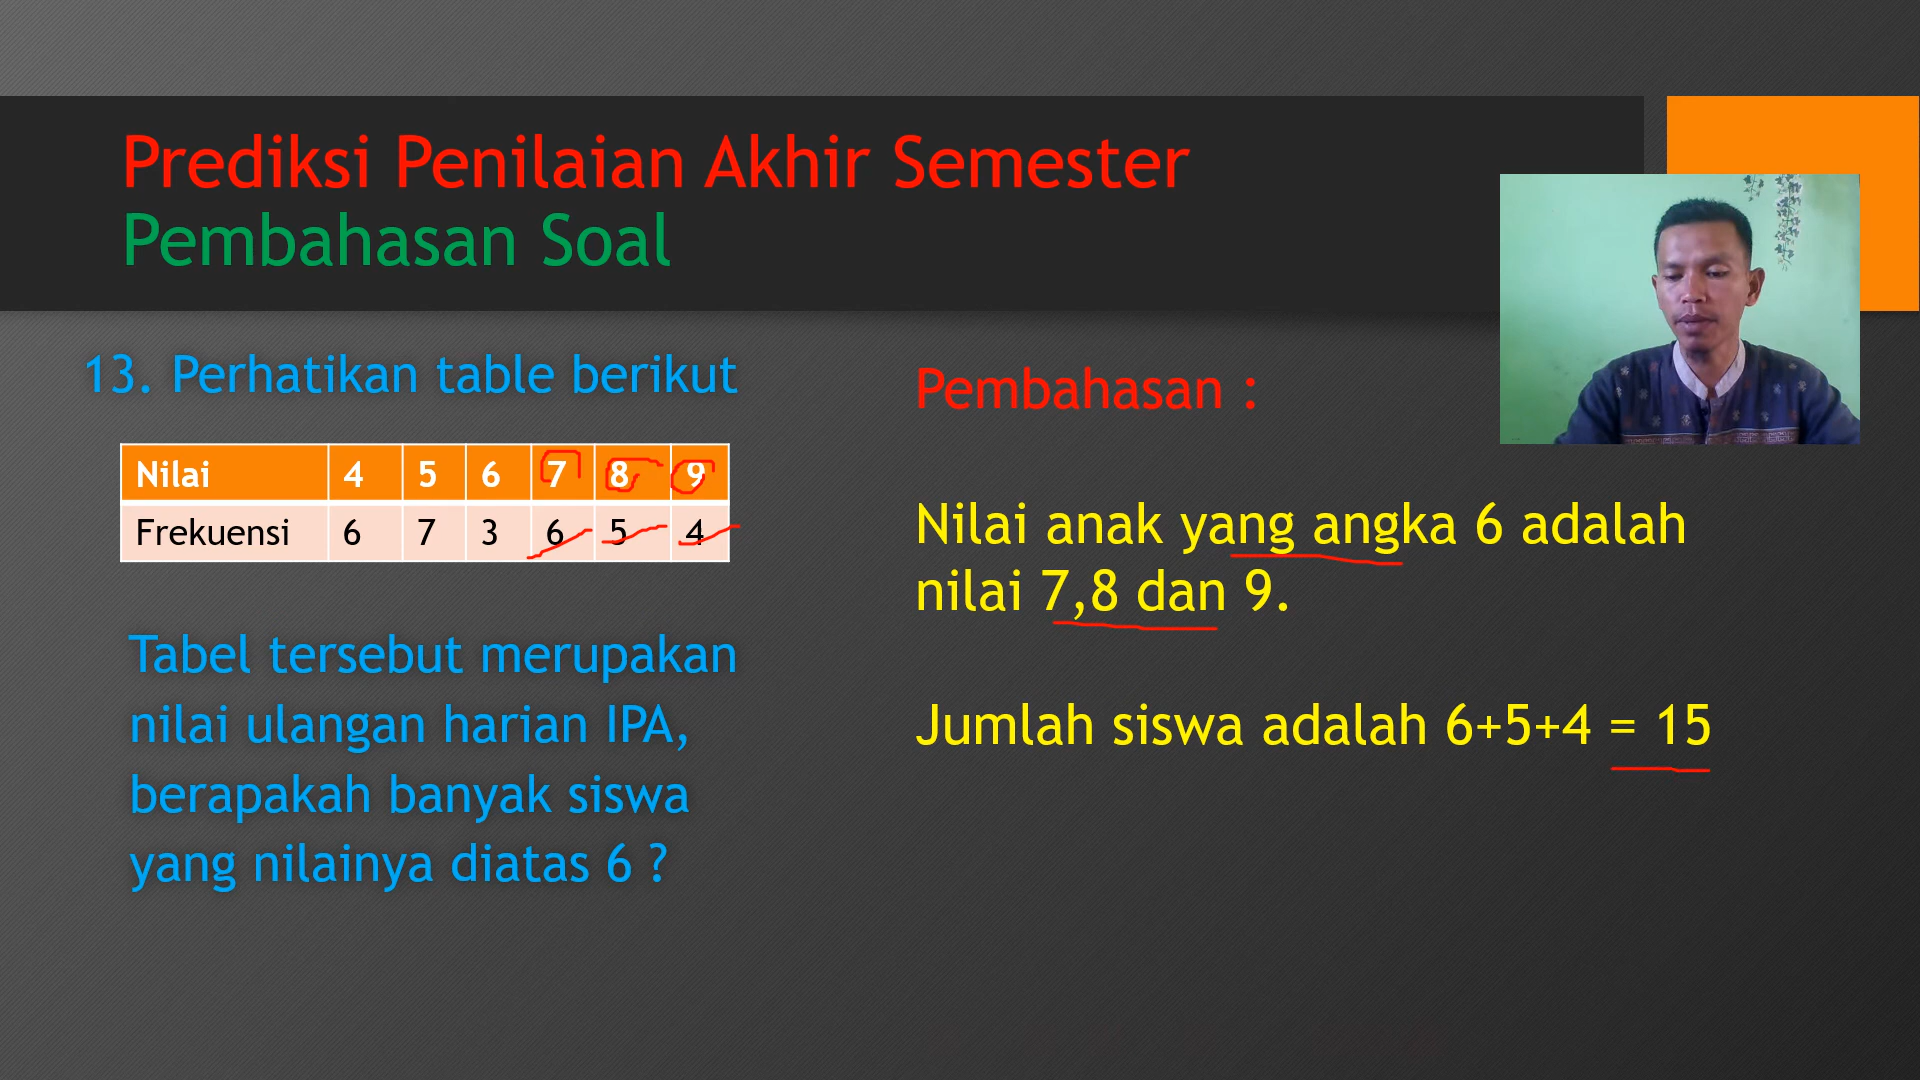 Prediksi Penilaian Akhir Semester
Pembahasan Soal
13. Perhatikan table berikut
Nilai 4 5 6 7 8 9
Frekuensi 6 7 3 6 5 4
Tabel tersebut merupakan
nilai ulangan harian IPA,
berapakah banyak siswa
yang nilainya diatas 6 ?
Pembahasan :
Nilai anak yang angka 6 adalah
nilai 7,8 dan 9.
Jumlah siswa adalah 6+5+4 = 15